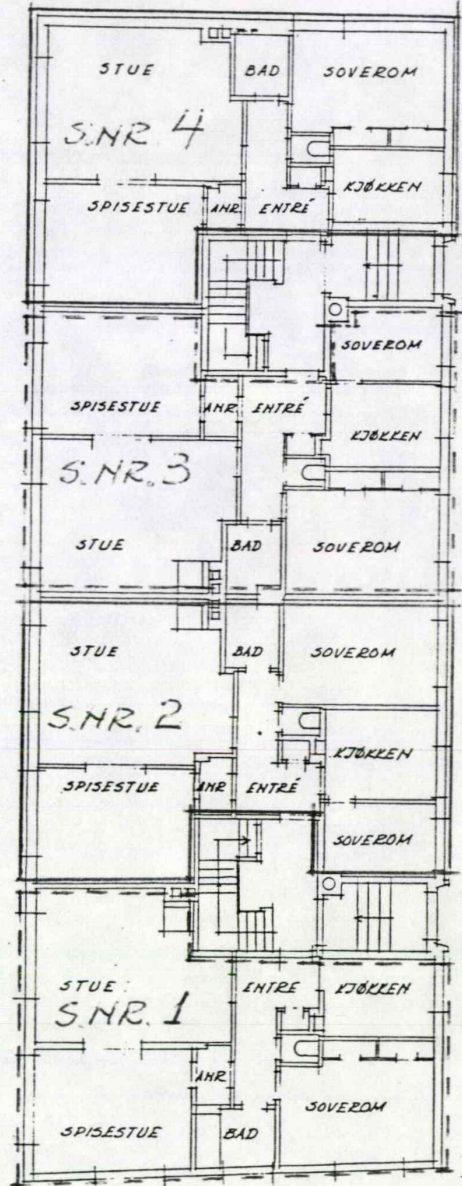 STUE
BAD
SOVEROM
S.NR. 4
KJØKKEN
SPISESTUE
ANR
ENTRÉ
SOVEROM
SPISESTUE
ANR
ENTRÉ
KJØKKEN
S.NR. 3
STUE
BAD
SOVEROM
STUE
BAD
SOVEROM
S.NR. 2
KJØKKEN
SPISESTUE
ANR
ENTRÉ
SOVEROM
STUE
ENTRE
KJØKKEN
S.NR. 1
ANR
SOVEROM
SPISESTUE
BAD